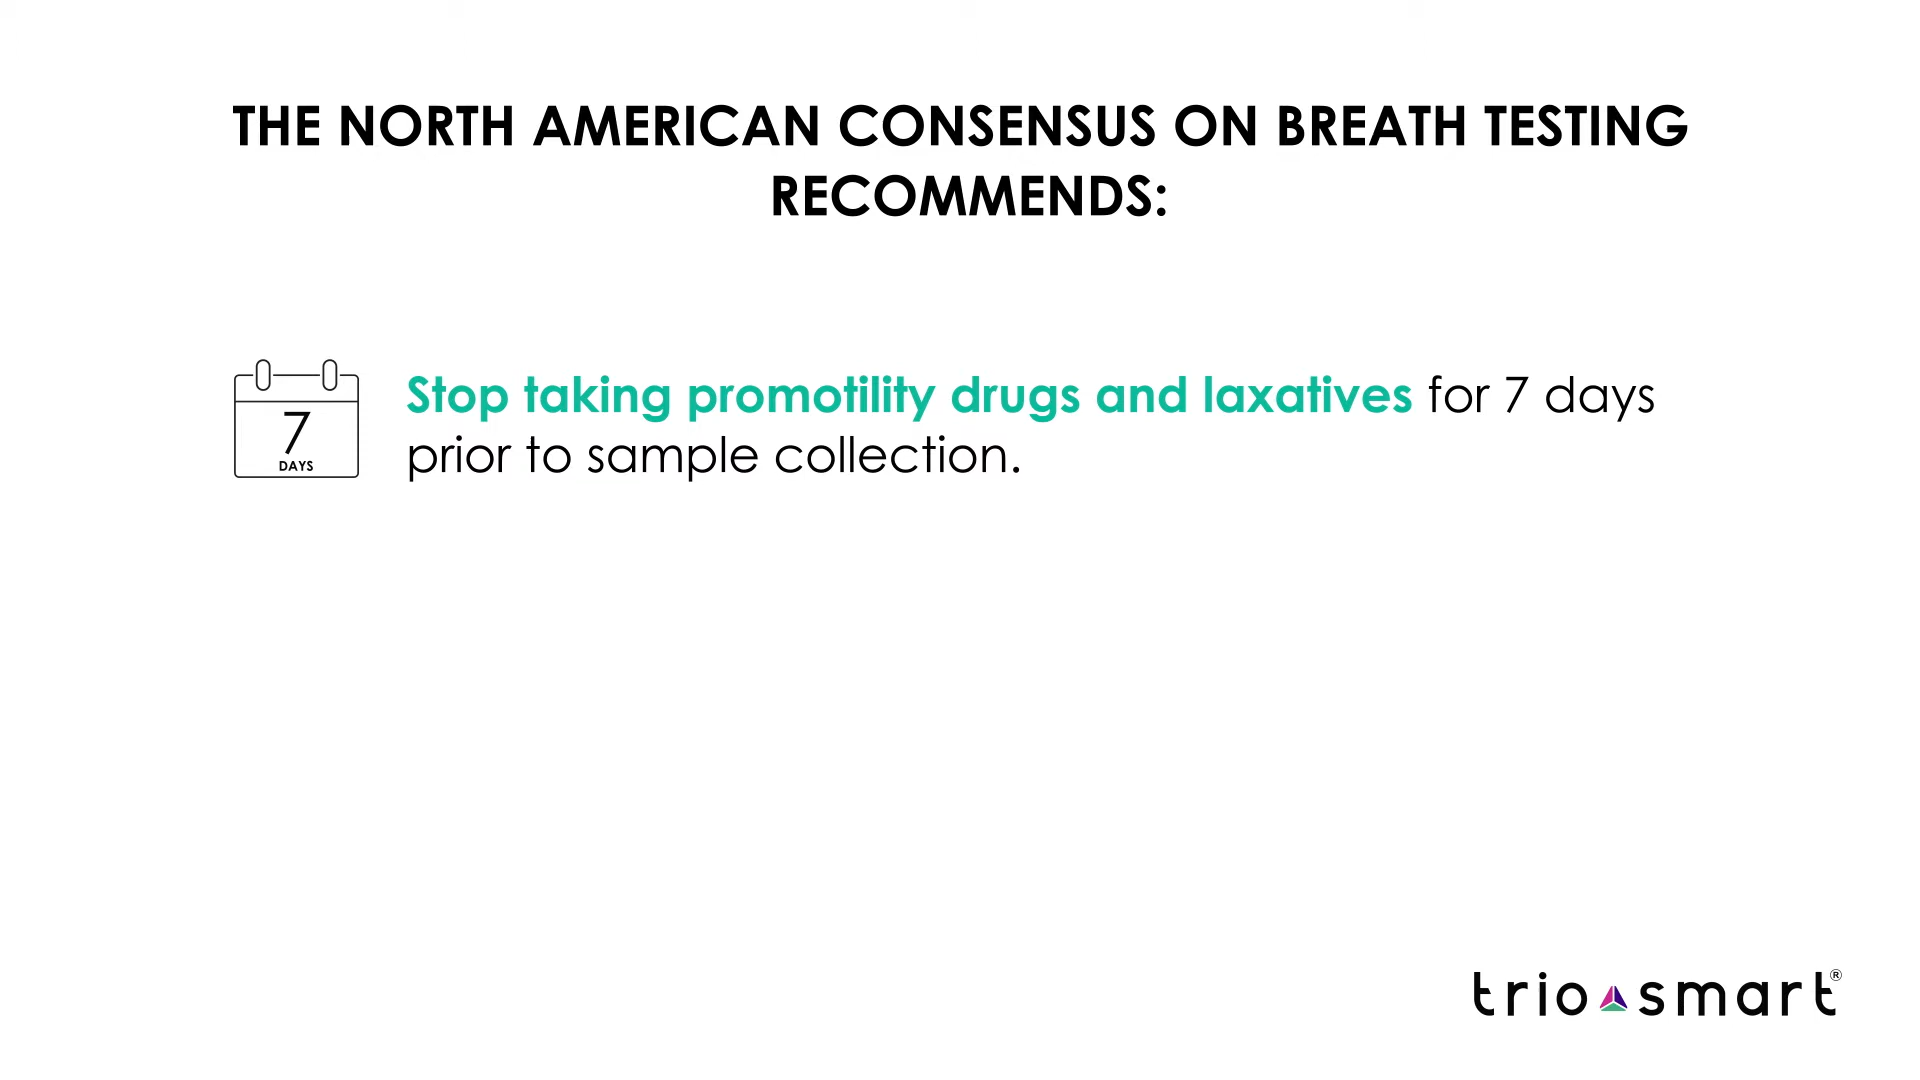 THE NORTH AMERICAN CONSENSUS ON BREATH TESTING
RECOMMENDS:
7
DAYS
Stop taking promotility drugs and laxatives for 7 days
prior to sample collection.
trio smart®